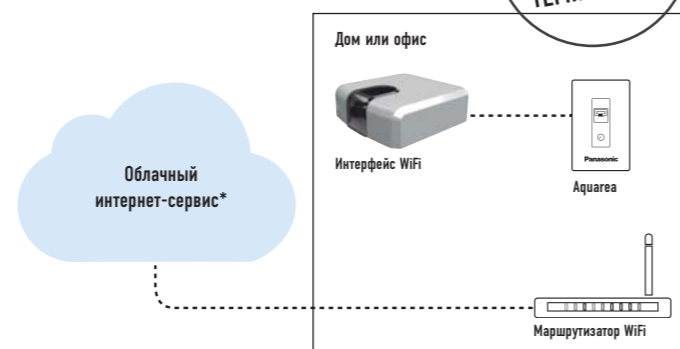 Дом или офис
Интерфейс WiFi
Panasonic
Aquarea
Облачный
интернет-сервис*
Маршрутизатор WiFi